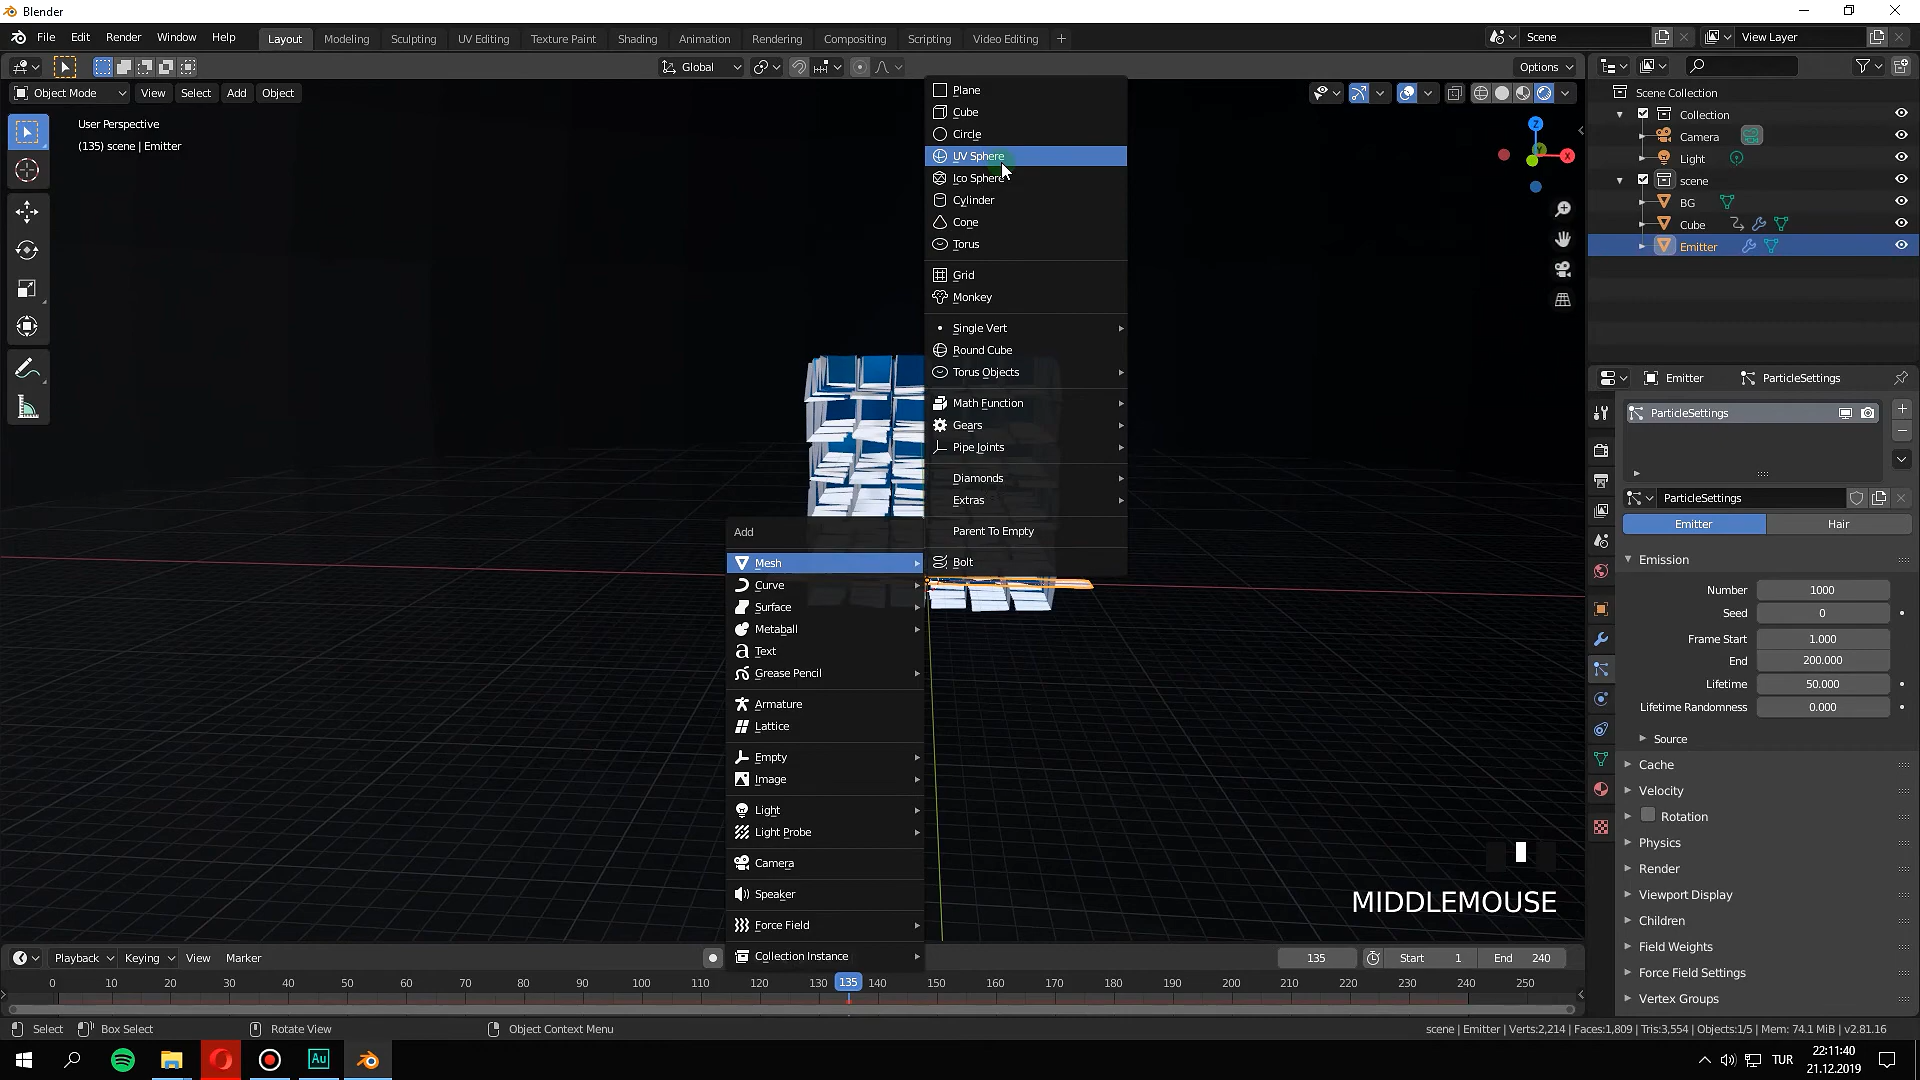 Blender
File Edit Render Window Help
Layout Modeling Sculpting UV Editing Texture Paint Shading Animation Rendering Compositing Scripting Video Editing +
Scene
View Layer
Global
Options
Object Mode View Select Add Object
User Perspective
(135) scene | Emitter
Plane
Cube
Circle
UV Sphere
Ico Sphere
Cylinder
Cone
Torus
Grid
Monkey
Single Vert
Round Cube
Torus Objects
Math Function
Gears
Pipe Joints
Diamonds
Extras
Parent To Empty
Bolt
Add
Mesh
Curve
Surface
Metaball
Text
Grease Pencil
Armature
Lattice
Empty
Image
Light
Light Probe
Camera
Speaker
Force Field
Collection Instance
Z
X
Y
MIDDLEMOUSE
Scene Collection
Collection
Camera
Light
scene
BG
Cube
Emitter
Emitter ParticleSettings
ParticleSettings
ParticleSettings
Emitter Hair
Emission
Number 1000
Seed 0
Frame Start 1.000
End 200.000
Lifetime 50.000
Lifetime Randomness 0.000
Source
Cache
Velocity
Rotation
Physics
Render
Viewport Display
Children
Field Weights
Force Field Settings
Vertex Groups
Playback Keying View Marker
135 Start 1 End 240
0 10 20 30 40 50 60 70 80 90 100 110 120 130 135 140 150 160 170 180 190 200 210 220 230 240 250
Select Box Select Rotate View Object Context Menu
scene | Emitter | Verts:2,214 | Faces:1,809 | Tris:3,554 | Objects:1/5 | Mem: 74.1 MiB | v2.81.16
Au
TUR
22:11:40
21.12.2019